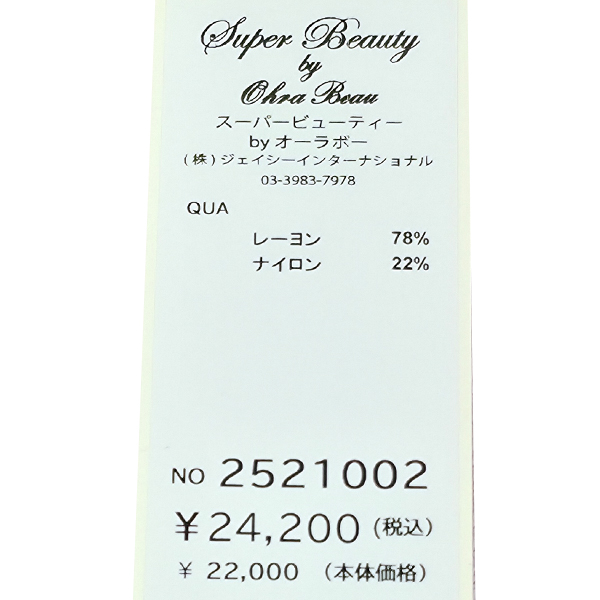 Super Beauty
by
Ohra Beau
スーパービューティー
by オーラボー
(株)ジェイシーインターナショナル
03-3983-7978
QUA
レーヨン 78%
ナイロン 22%
NO 2521002
¥24,200(税込)
¥ 22,000 (本体価格)